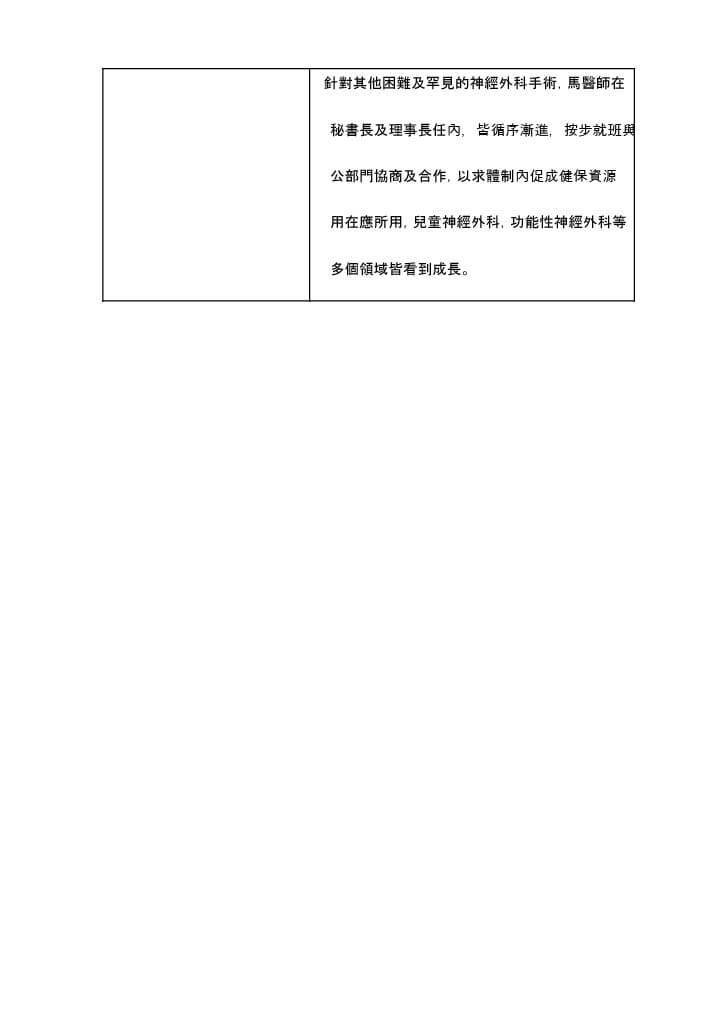 針對其他困難及罕見的神經外科手術, 馬醫師在
秘書長及理事長任內, 皆循序漸進, 按步就班與
公部門協商及合作, 以求體制內促成健保資源
用在應所用, 兒童神經外科, 功能性神經外科等
多個領域皆看到成長。